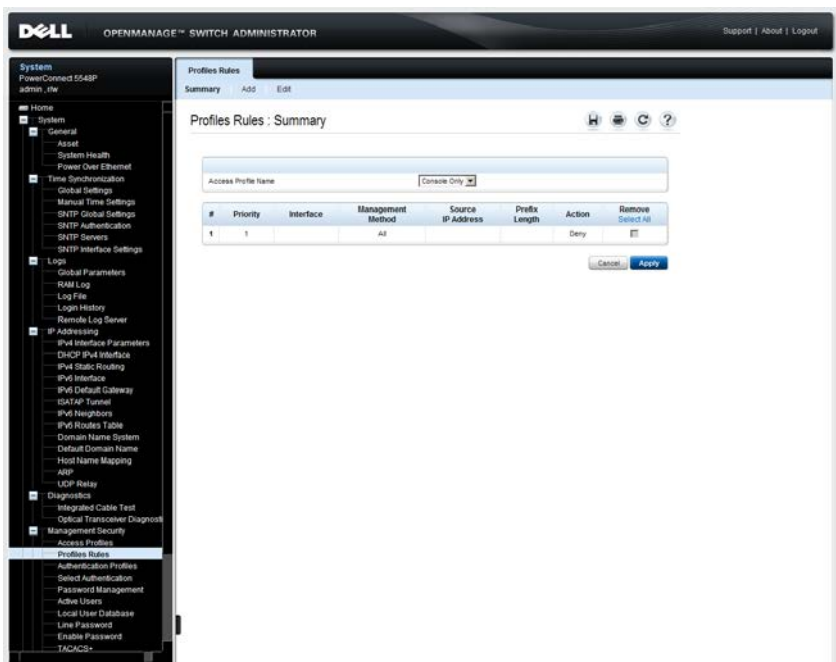 DELL
OPENMANAGE™ SWITCH ADMINISTRATOR
Support | About | Logout
System
PowerConnect 5548P
admin , r/w
Home
System
General
Asset
System Health
Power Over Ethernet
Time Synchronization
Global Settings
Manual Time Settings
SNTP Global Settings
SNTP Authentication
SNTP Servers
SNTP Interface Settings
Logs
Global Parameters
RAM Log
Log File
Login History
Remote Log Server
IP Addressing
IPv4 Interface Parameters
DHCP IPv4 Interface
IPv4 Static Routing
IPv6 Interface
IPv6 Default Gateway
ISATAP Tunnel
IPv6 Neighbors
IPv6 Routes Table
Domain Name System
Default Domain Name
Host Name Mapping
ARP
UDP Relay
Diagnostics
Integrated Cable Test
Optical Transceiver Diagnosti
Management Security
Access Profiles
Profiles Rules
Authentication Profiles
Select Authentication
Password Management
Active Users
Local User Database
Line Password
Enable Password
TACACS+
Profiles Rules
Summary Add Edit
Profiles Rules : Summary
Access Profile Name Console Only
# Priority Interface Management Method Source IP Address Prefix Length Action Remove Select All
1 1 All Deny
Cancel Apply